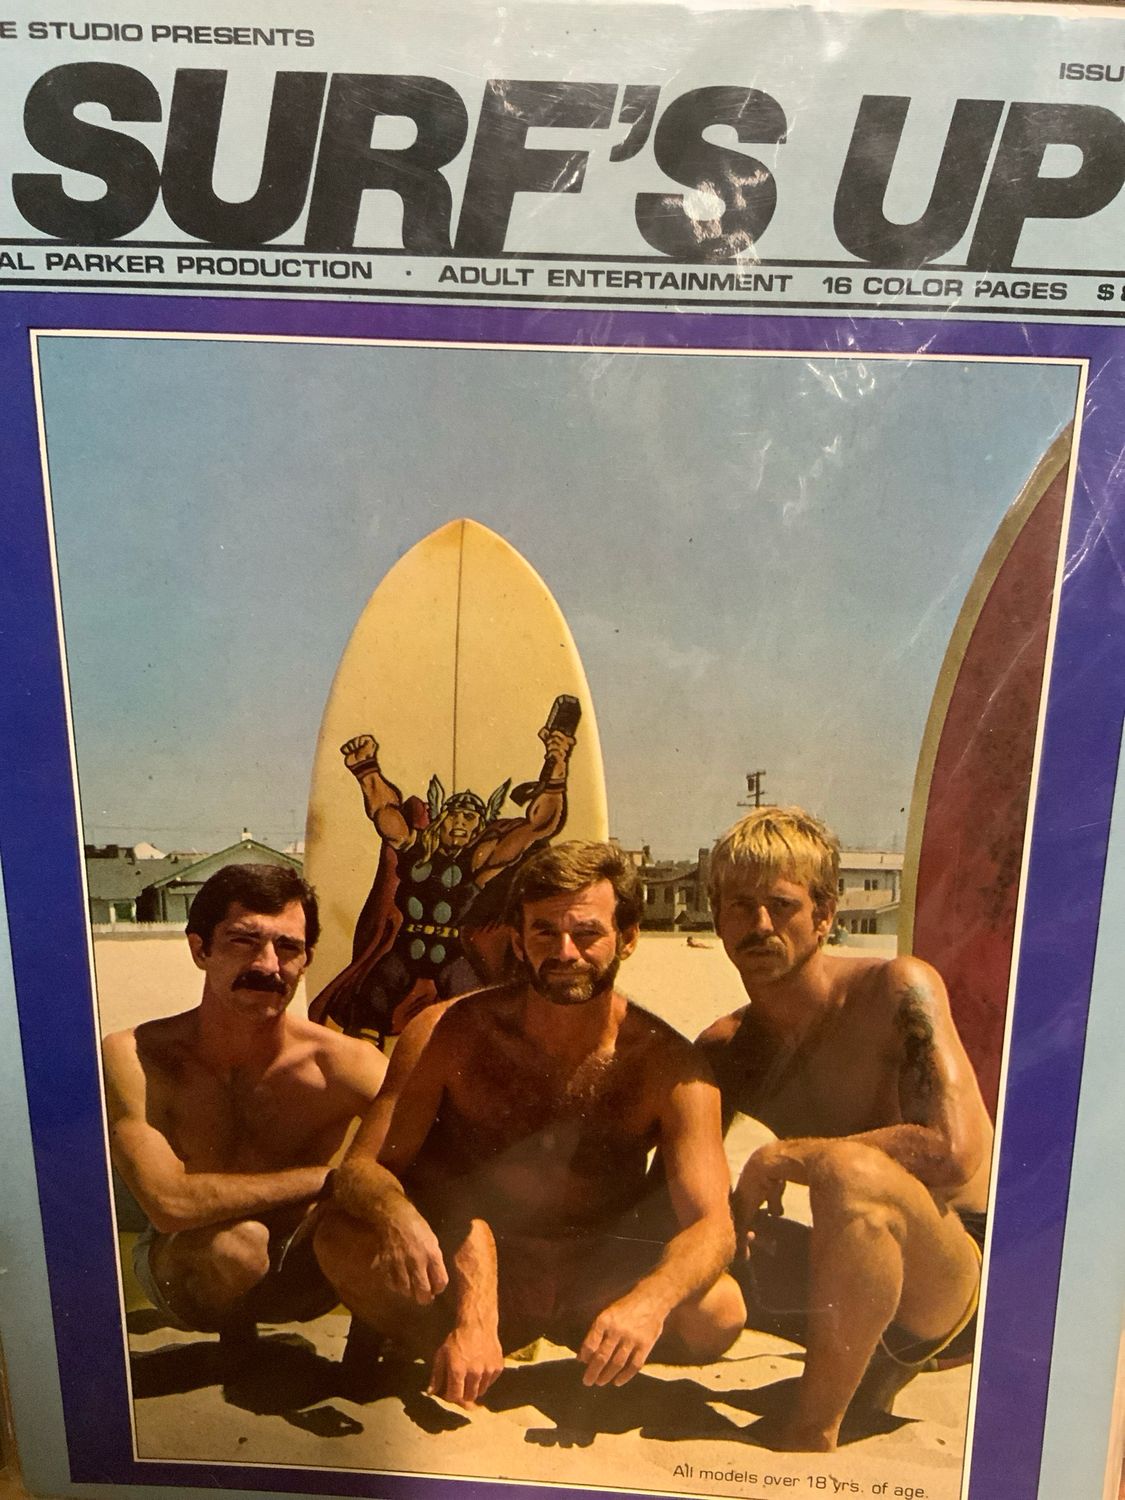 E STUDIO PRESENTS
ISSU
SURF'S UP
AL PARKER PRODUCTION · ADULT ENTERTAINMENT 16 COLOR PAGES $8
All models over 18 yrs. of age.